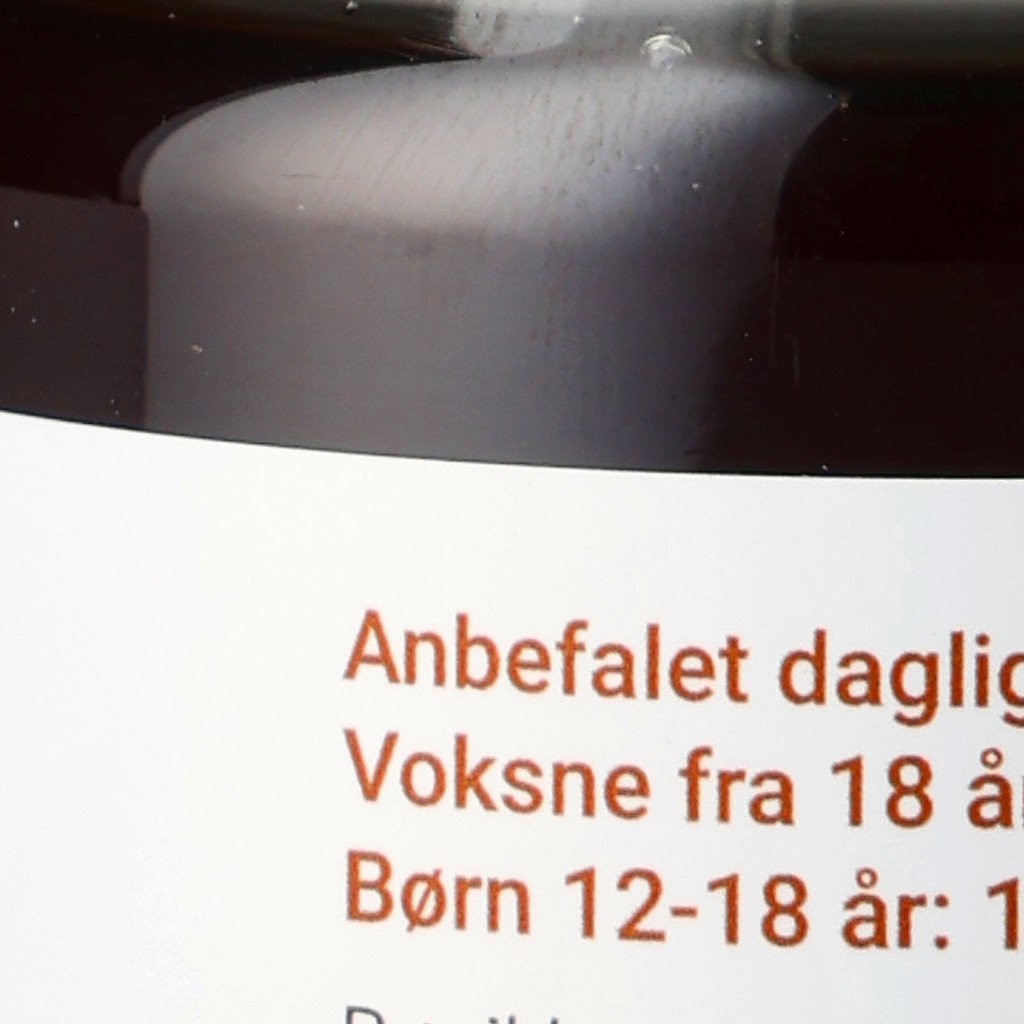 Anbefalet daglig
Voksne fra 18 år
Børn 12-18 år: 1